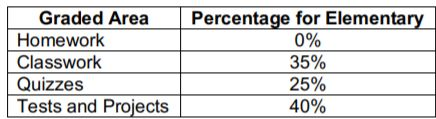 Graded Area Percentage for Elementary
Homework 0%
Classwork 35%
Quizzes 25%
Tests and Projects 40%